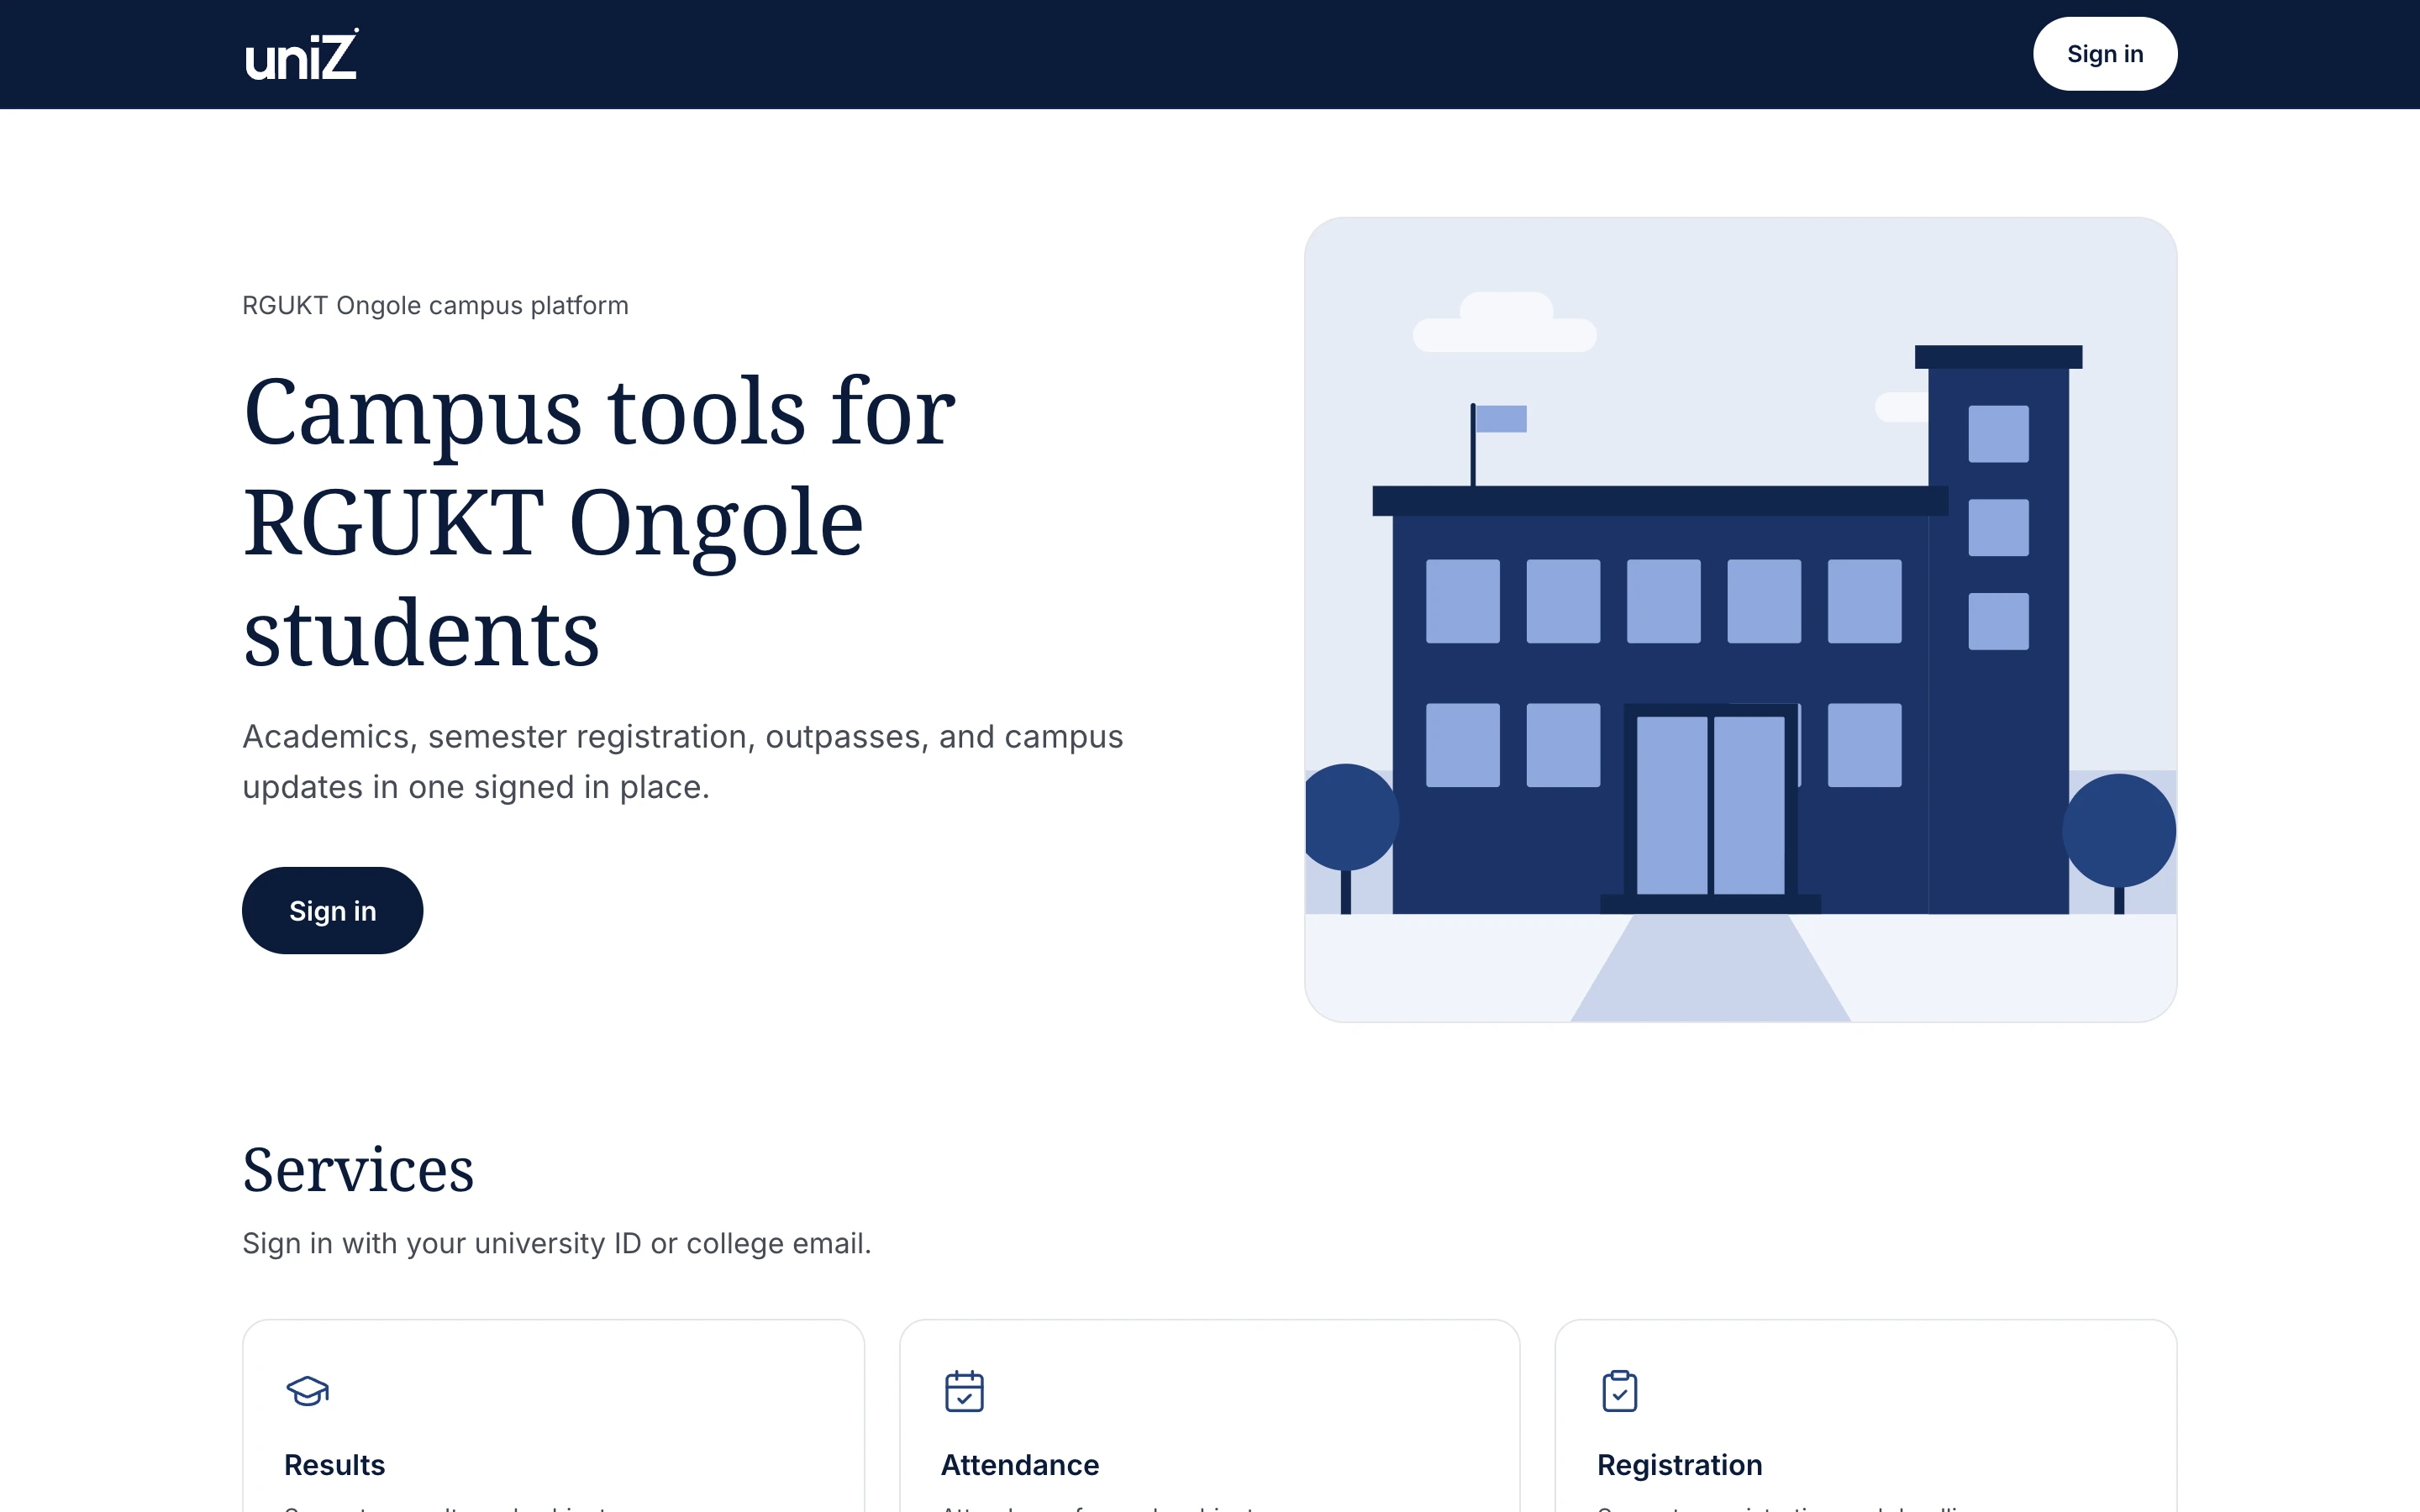 uniZ
Sign in
RGUKT Ongole campus platform
Campus tools for
RGUKT Ongole
students
Academics, semester registration, outpasses, and campus
updates in one signed in place.
Sign in
Services
Sign in with your university ID or college email.
Results
Attendance
Registration